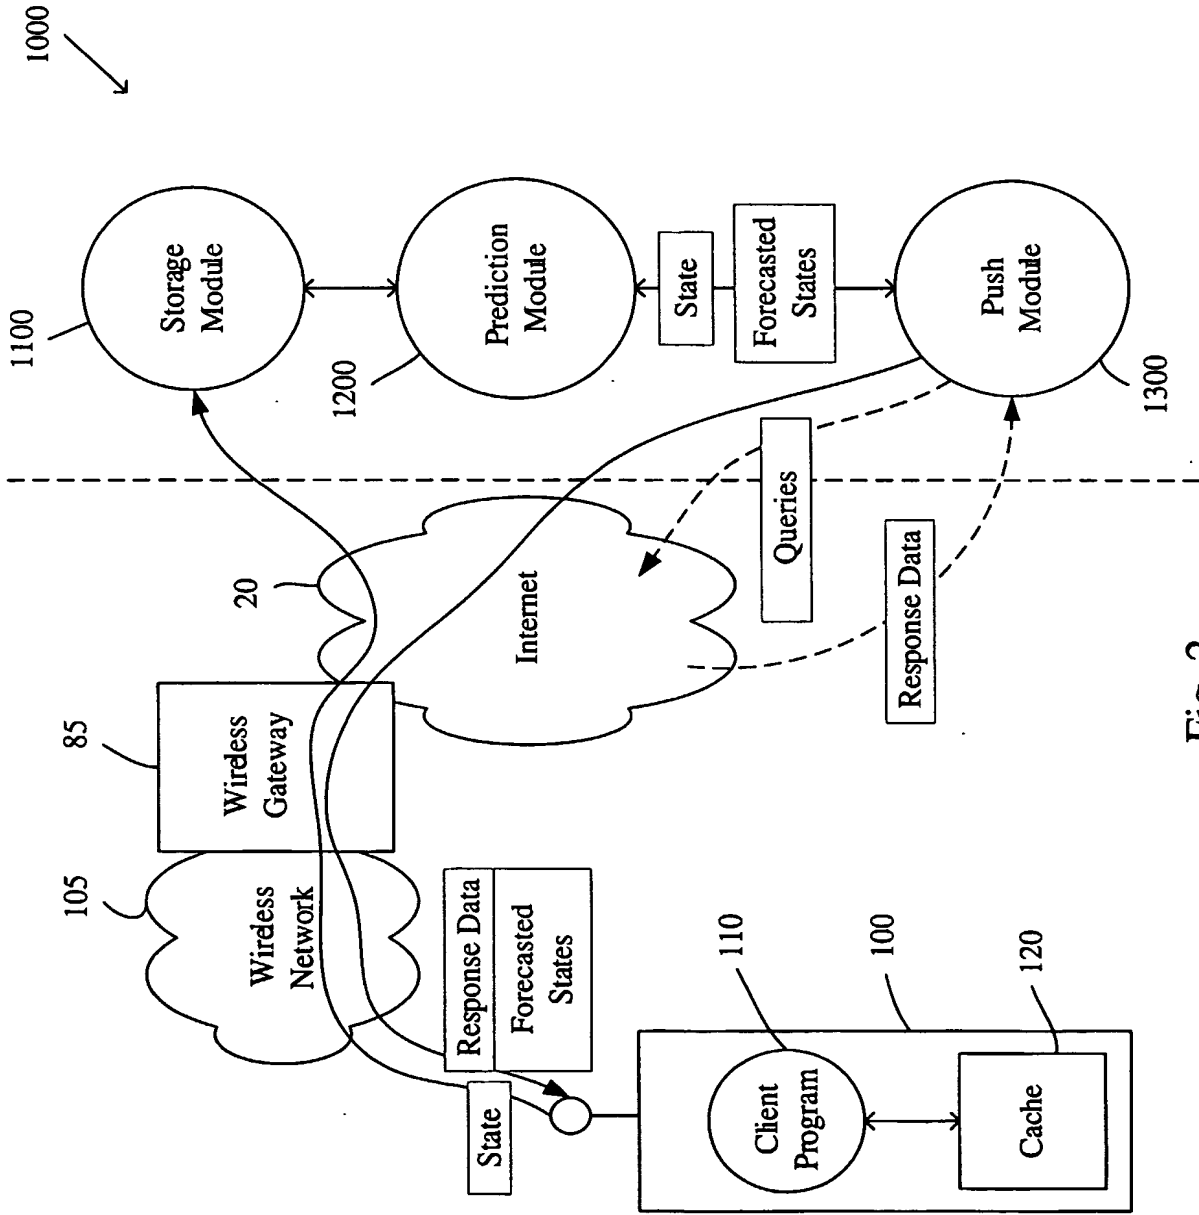 1100
1000
105
85
Storage
Module
Wireless
Gateway
Wireless
Network
20
1200
Response Data
Forecasted
States
State
Internet
Prediction
Module
State
Forecasted
States
Queries
110
Client
Program
100
Response Data
Push
Module
Cache
120
1300